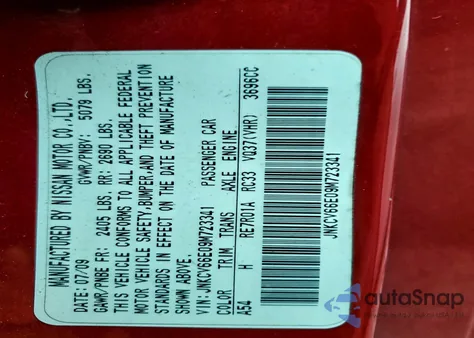 MANUFACTURED BY NISSAN MOTOR CO.,LTD.
DATE: 07/09 GVWR/PNBV: 5079 LBS.
GAWR/PNBE FR: 2405 LBS. RR: 2690 LBS.
THIS VEHICLE CONFORMS TO ALL APPLICABLE FEDERAL
MOTOR VEHICLE SAFETY,BUMPER,AND THEFT PREVENTION
STANDARDS IN EFFECT ON THE DATE OF MANUFACTURE
SHOWN ABOVE.
VIN: JNKCV66E09M723341 PASSENGER CAR
COLOR TRIM TRANS AXLE ENGINE
A54 H RE7R01A RC33 VQ37(VHR) 3696CC
JNKCV66E09M723341
autoSnap